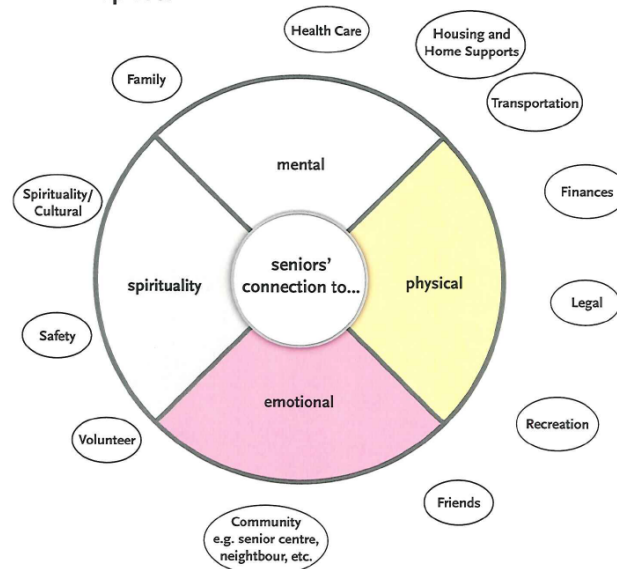 Health Care
Housing and
Home Supports
Family
Transportation
mental
Spirituality/
Cultural
Finances
seniors'
connection to...
spirituality
physical
Legal
Safety
emotional
Recreation
Volunteer
Friends
Community
e.g. senior centre,
neighbour, etc.